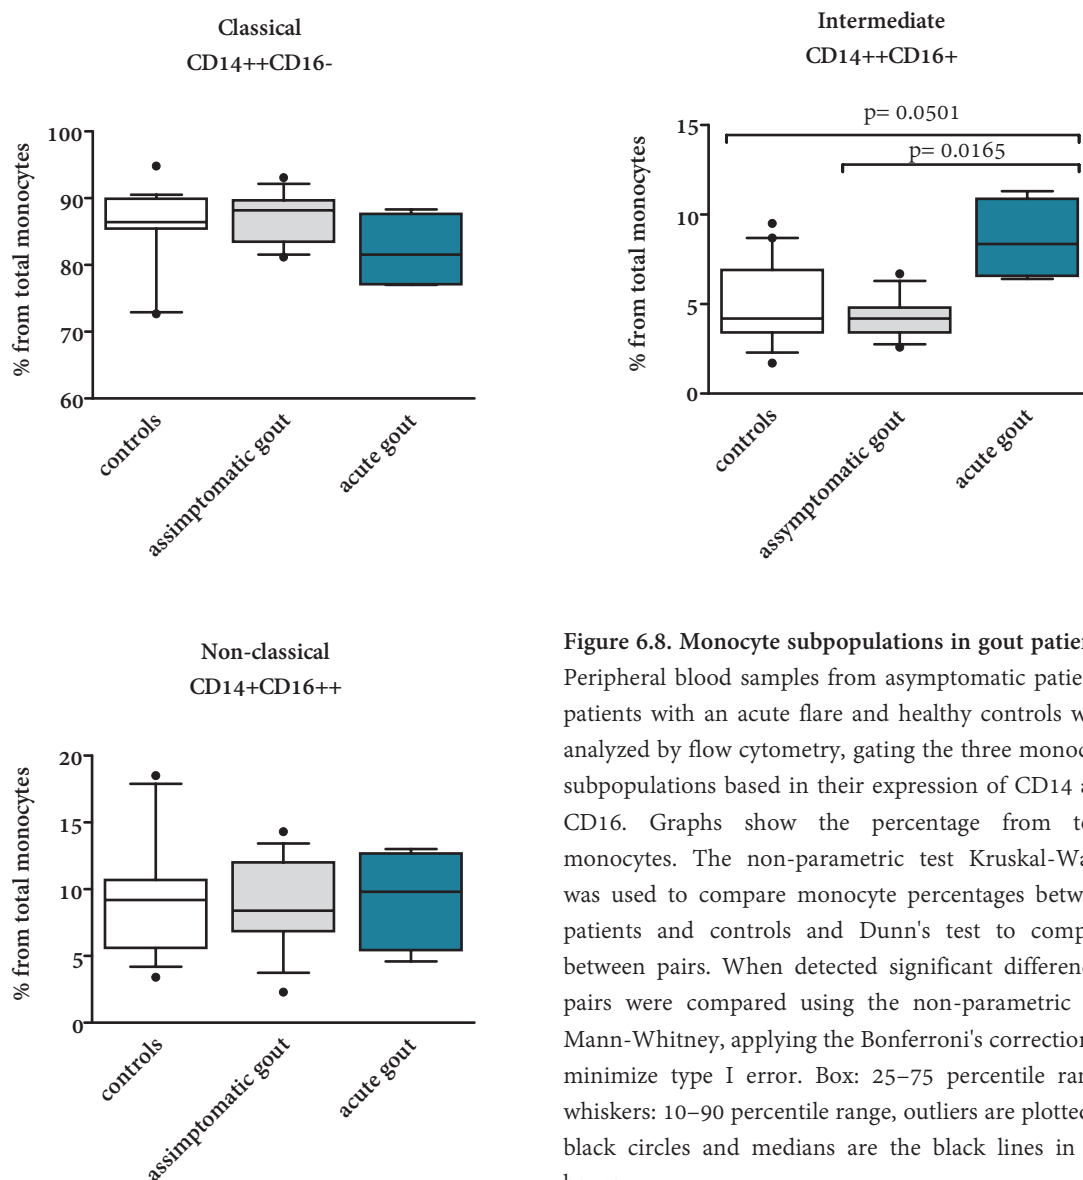 Classical
CD14++CD16-
% from total monocytes
100
90
80
70
60
controls
assimptomatic gout
acute gout
Intermediate
CD14++CD16+
% from total monocytes
15
10
5
0
p= 0.0501
p= 0.0165
controls
assymptomatic gout
acute gout
Non-classical
CD14+CD16++
% from total monocytes
20
15
10
5
0
controls
assimptomatic gout
acute gout
Figure 6.8. Monocyte subpopulations in gout
Peripheral blood samples from asymptomatic
patients with an acute flare and healthy controls
analyzed by flow cytometry, gating the three
subpopulations based in their expression of CD14
CD16. Graphs show the percentage from
monocytes. The non-parametric test
was used to compare monocyte percentages
patients and controls and Dunn's test to
between pairs. When detected significant
pairs were compared using the non-parametric
Mann-Whitney, applying the Bonferroni's correction
minimize type I error. Box: 25–75 percentile
whiskers: 10–90 percentile range, outliers are plotted
black circles and medians are the black lines in